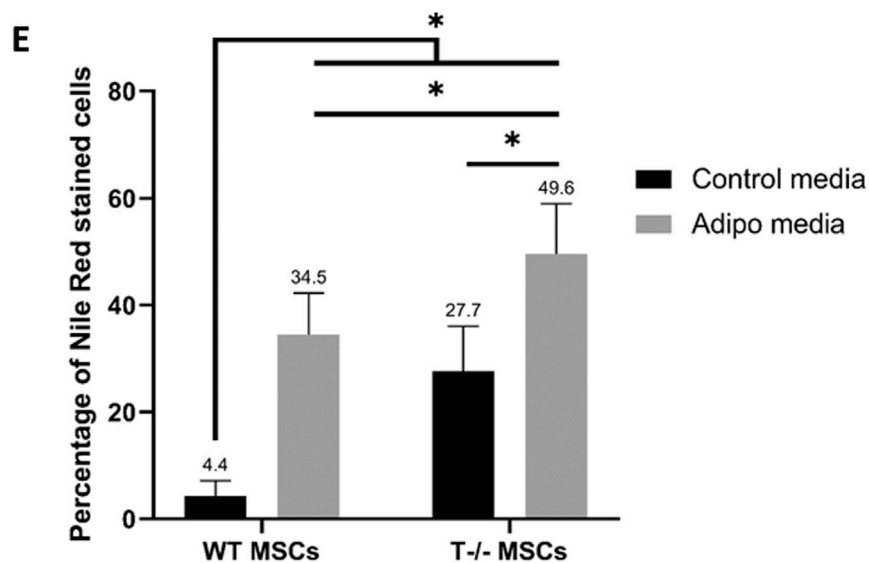 E
*
*
*
Percentage of Nile Red stained cells
80
60
40
20
0
4.4
34.5
27.7
49.6
WT MSCs
T-/- MSCs
Control media
Adipo media